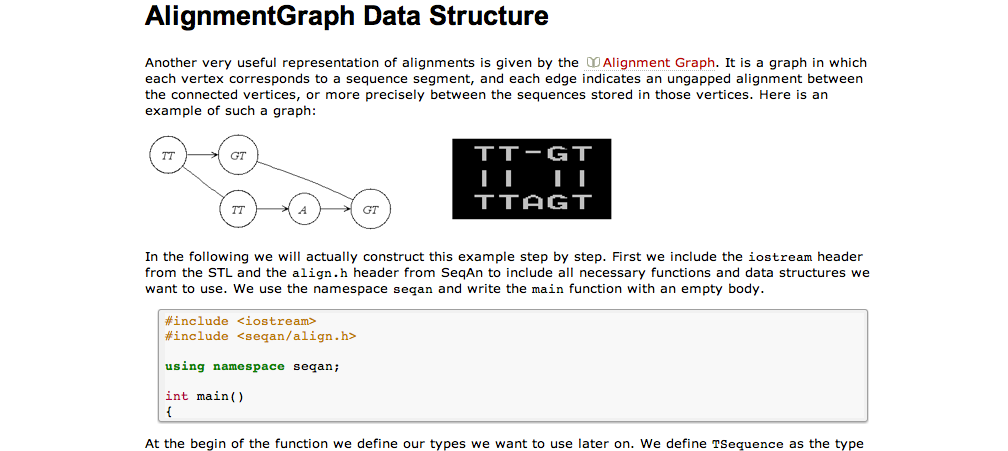 AlignmentGraph Data Structure
Another very useful representation of alignments is given by the Alignment Graph. It is a graph in which
each vertex corresponds to a sequence segment, and each edge indicates an ungapped alignment between
the connected vertices, or more precisely between the sequences stored in those vertices. Here is an
example of such a graph:
TT GT
TT A GT
TT-GT
|| ||
TTAGT
In the following we will actually construct this example step by step. First we include the iostream header
from the STL and the align.h header from SeqAn to include all necessary functions and data structures we
want to use. We use the namespace seqan and write the main function with an empty body.
#include <iostream>
#include <seqan/align.h>
using namespace seqan;
int main()
{
At the begin of the function we define our types we want to use later on. We define TSequence as the type